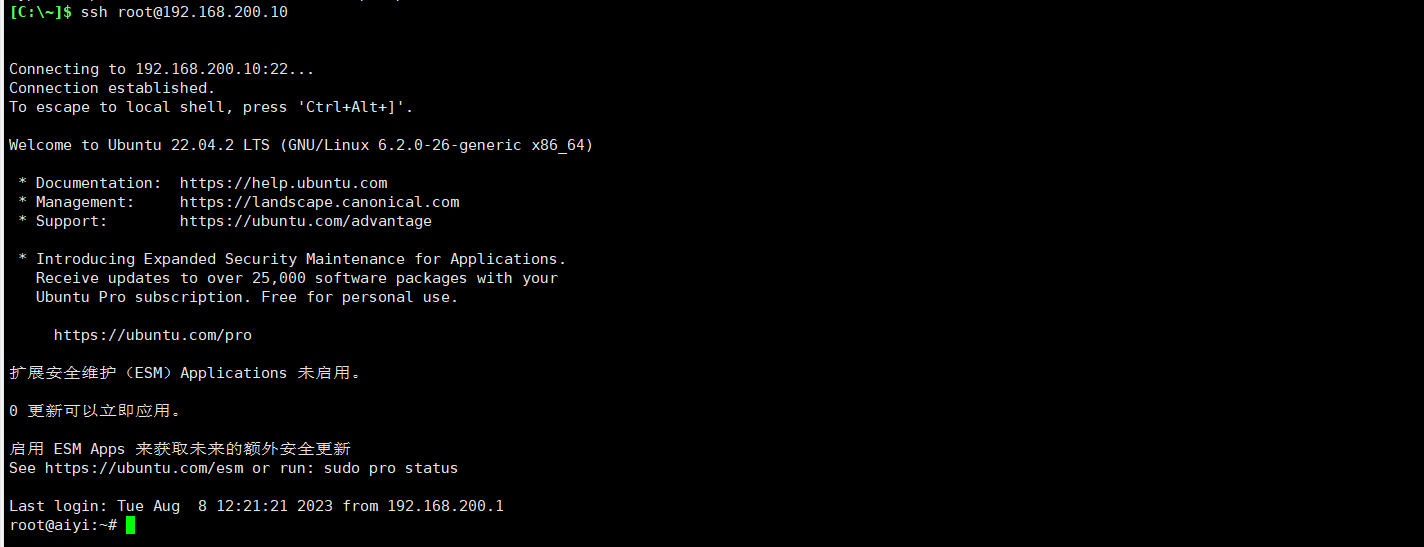 [C:\~]$ ssh root@192.168.200.10
Connecting to 192.168.200.10:22...
Connection established.
To escape to local shell, press 'Ctrl+Alt+]'.
Welcome to Ubuntu 22.04.2 LTS (GNU/Linux 6.2.0-26-generic x86_64)
* Documentation:  https://help.ubuntu.com
* Management:     https://landscape.canonical.com
* Support:        https://ubuntu.com/advantage
* Introducing Expanded Security Maintenance for Applications.
Receive updates to over 25,000 software packages with your
Ubuntu Pro subscription. Free for personal use.
https://ubuntu.com/pro
扩展安全维护（ESM）Applications 未启用。
0 更新可以立即应用。
启用 ESM Apps 来获取未来的额外安全更新
See https://ubuntu.com/esm or run: sudo pro status
Last login: Tue Aug  8 12:21:21 2023 from 192.168.200.1
root@aiyi:~#